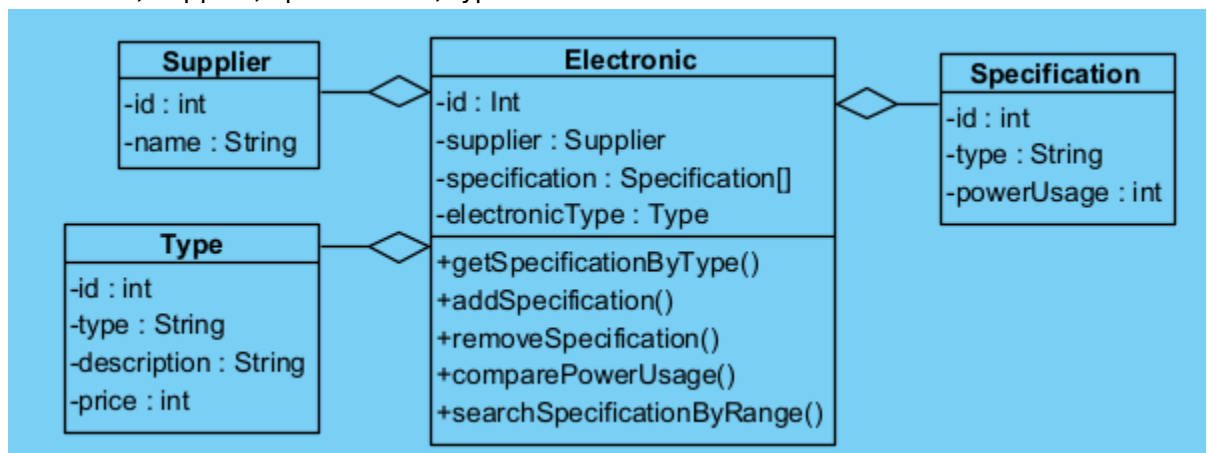 Supplier
-id : int
-name : String
Type
-id : int
-type : String
-description : String
-price : int
Electronic
-id : Int
-supplier : Supplier
-specification : Specification[]
-electronicType : Type
+getSpecificationByType()
+addSpecification()
+removeSpecification()
+comparePowerUsage()
+searchSpecificationByRange()
Specification
-id : int
-type : String
-powerUsage : int